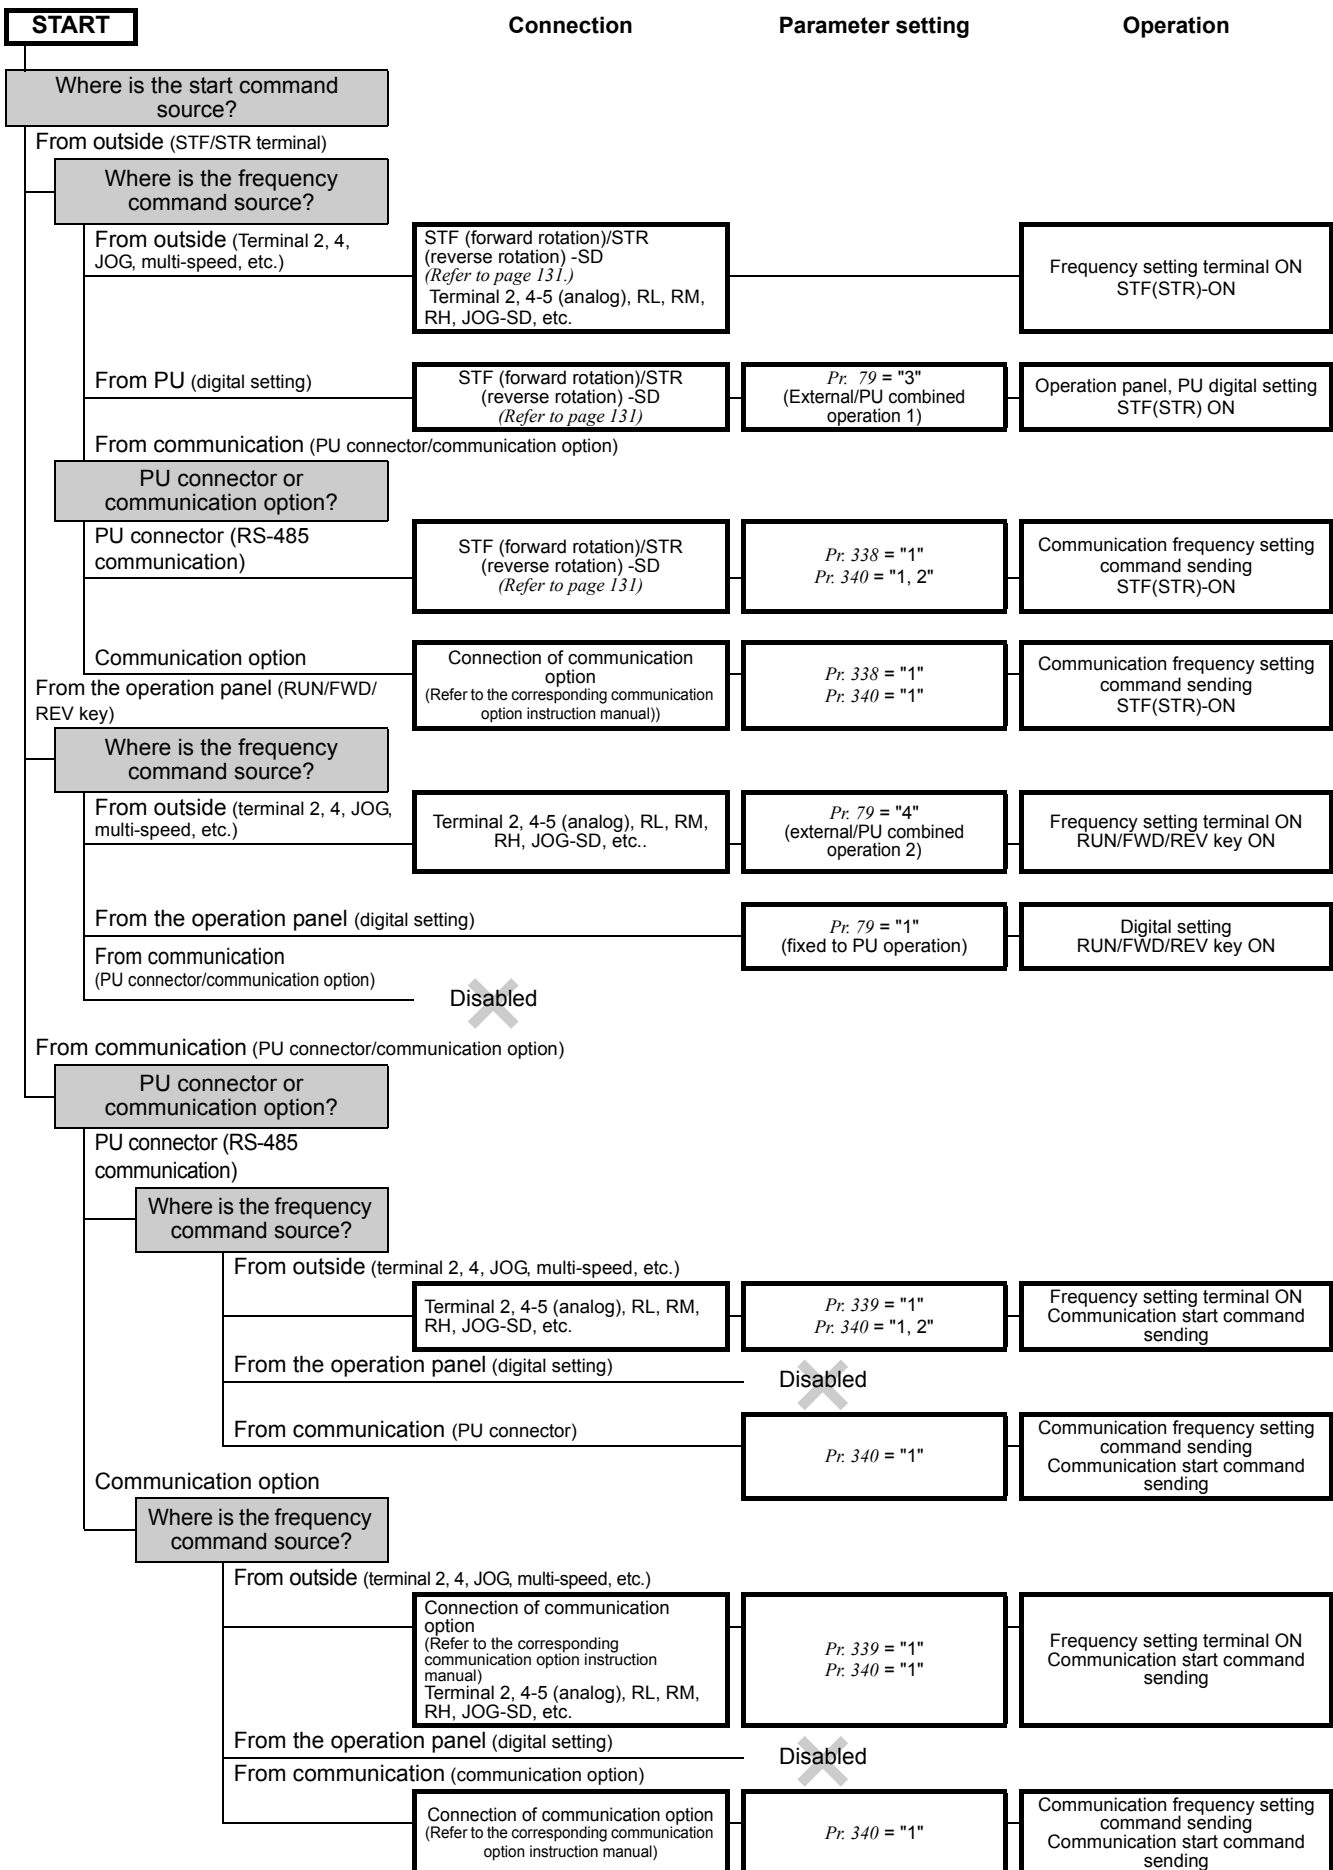 START
Connection
Parameter setting
Operation
Where is the start command
source?
From outside (STF/STR terminal)
Where is the frequency
command source?
From outside (Terminal 2, 4,
JOG, multi-speed, etc.)
STF (forward rotation)/STR
(reverse rotation) -SD
(Refer to page 131.)
Terminal 2, 4-5 (analog), RL, RM,
RH, JOG-SD, etc.
Frequency setting terminal ON
STF(STR)-ON
From PU (digital setting)
STF (forward rotation)/STR
(reverse rotation) -SD
(Refer to page 131)
Pr. 79 = "3"
(External/PU combined
operation 1)
Operation panel, PU digital setting
STF(STR) ON
From communication (PU connector/communication option)
PU connector or
communication option?
PU connector (RS-485
communication)
STF (forward rotation)/STR
(reverse rotation) -SD
(Refer to page 131)
Pr. 338 = "1"
Pr. 340 = "1, 2"
Communication frequency setting
command sending
STF(STR)-ON
Communication option
Connection of communication
option
(Refer to the corresponding communication
option instruction manual))
Pr. 338 = "1"
Pr. 340 = "1"
Communication frequency setting
command sending
STF(STR)-ON
From the operation panel (RUN/FWD/
REV key)
Where is the frequency
command source?
From outside (terminal 2, 4, JOG,
multi-speed, etc.)
Terminal 2, 4-5 (analog), RL, RM,
RH, JOG-SD, etc..
Pr. 79 = "4"
(external/PU combined
operation 2)
Frequency setting terminal ON
RUN/FWD/REV key ON
From the operation panel (digital setting)
Pr. 79 = "1"
(fixed to PU operation)
Digital setting
RUN/FWD/REV key ON
From communication
(PU connector/communication option)
Disabled
From communication (PU connector/communication option)
PU connector or
communication option?
PU connector (RS-485
communication)
Where is the frequency
command source?
From outside (terminal 2, 4, JOG, multi-speed, etc.)
Terminal 2, 4-5 (analog), RL, RM,
RH, JOG-SD, etc.
Pr. 339 = "1"
Pr. 340 = "1, 2"
Frequency setting terminal ON
Communication start command
sending
From the operation panel (digital setting)
Disabled
From communication (PU connector)
Pr. 340 = "1"
Communication frequency setting
command sending
Communication start command
sending
Communication option
Where is the frequency
command source?
From outside (terminal 2, 4, JOG, multi-speed, etc.)
Connection of communication
option
(Refer to the corresponding
communication option instruction
manual)
Terminal 2, 4-5 (analog), RL, RM,
RH, JOG-SD, etc.
Pr. 339 = "1"
Pr. 340 = "1"
Frequency setting terminal ON
Communication start command
sending
From the operation panel (digital setting)
Disabled
From communication (communication option)
Connection of communication option
(Refer to the corresponding communication
option instruction manual)
Pr. 340 = "1"
Communication frequency setting
command sending
Communication start command
sending